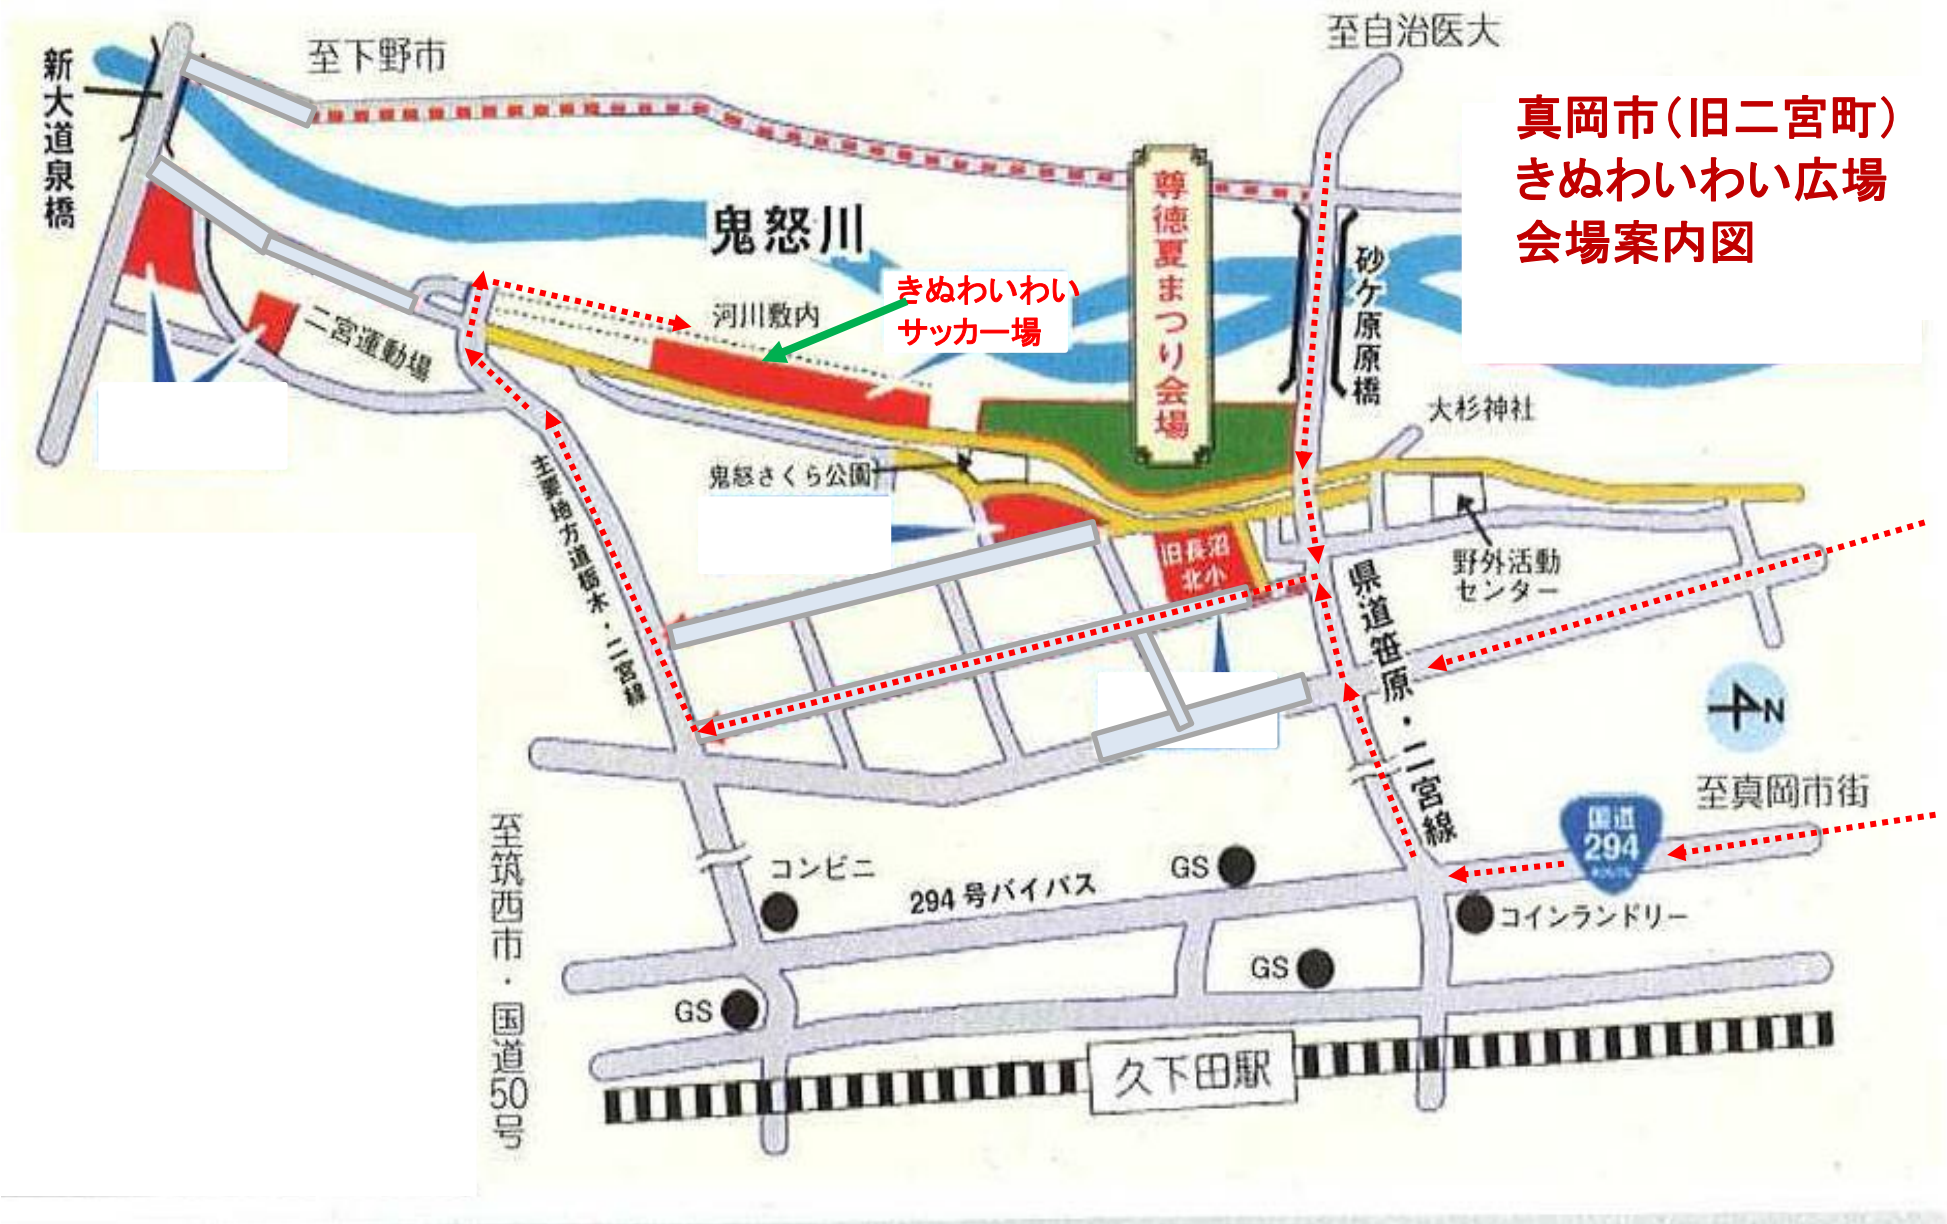 至下野市
至自治医大
新大道泉橋
真岡市（旧二宮町）
きぬわいわい広場
会場案内図
尊徳夏まつり会場
鬼怒川
砂ケ原原橋
きぬわいわい
サッカー場
河川敷内
二宮運動場
大杉神社
鬼怒さくら公園
主要地方道栃木・二宮線
旧長沼
北小
野外活動
センター
県道笹原・二宮線
N
至真岡市街
国道
294
コンビニ
GS
294号バイパス
コインランドリー
GS
GS
至筑西市・国道50号
久下田駅